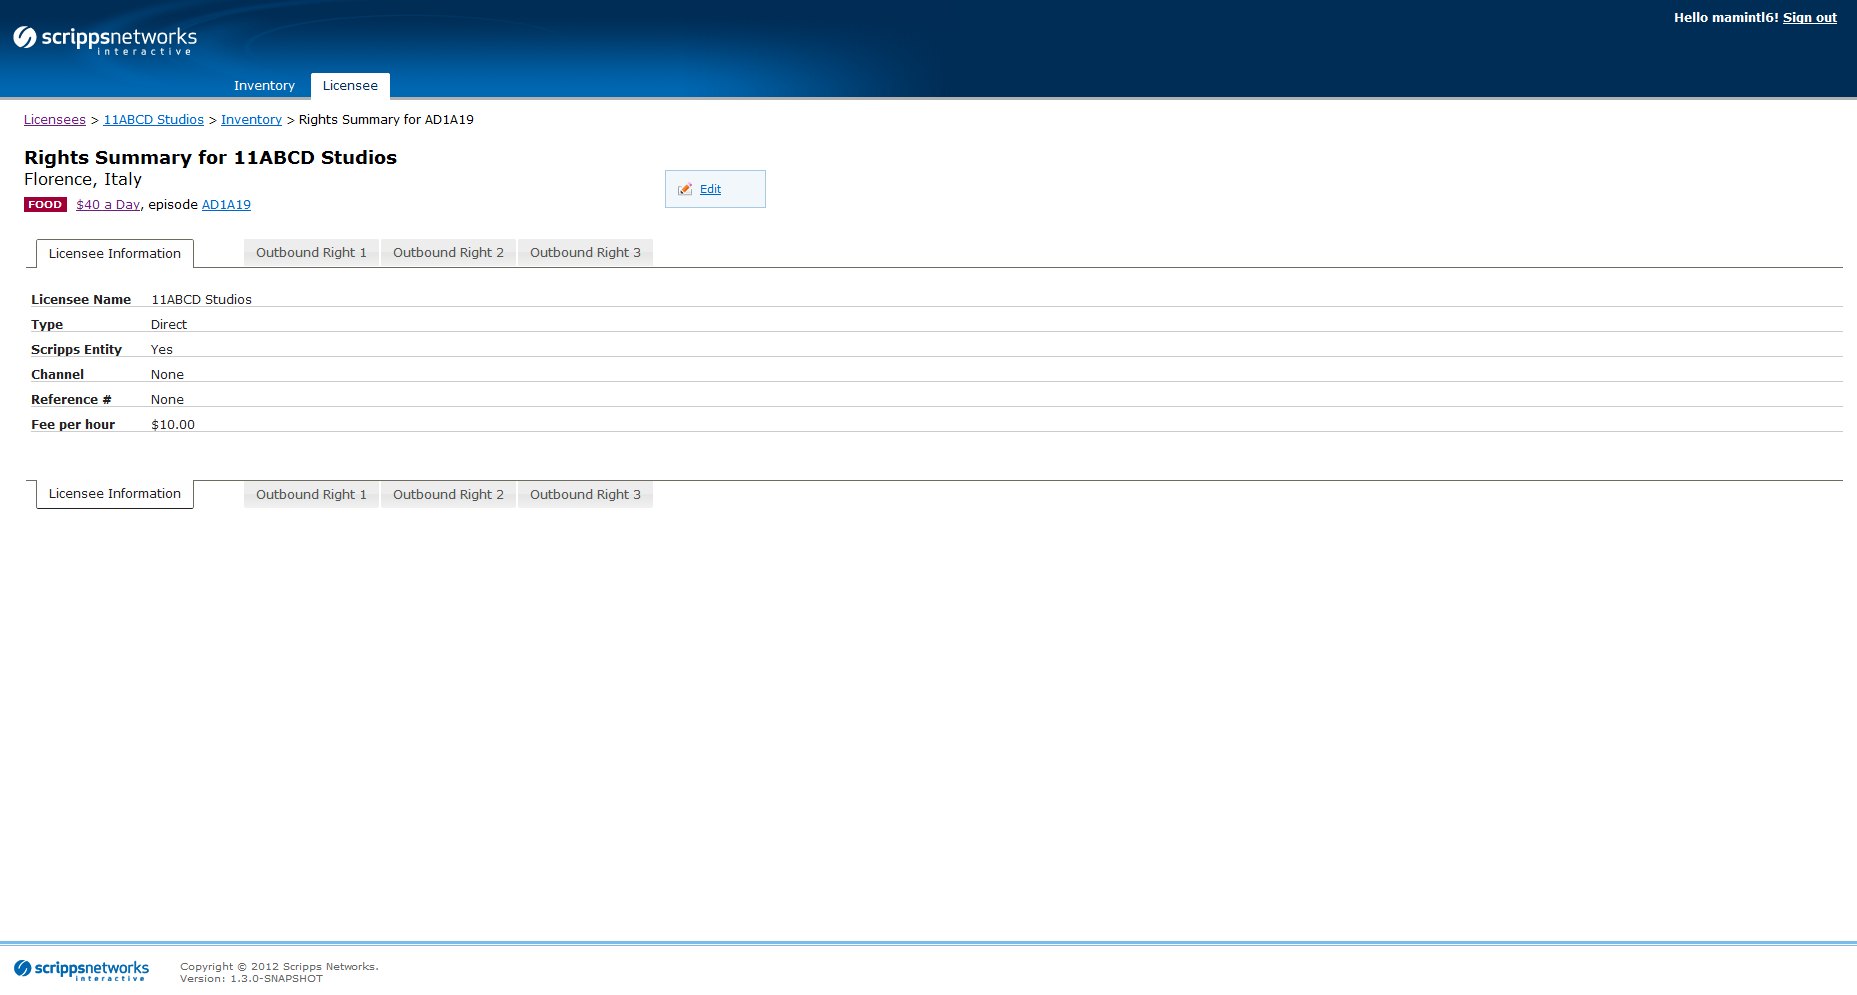 Hello mamintl6! Sign out
scrippsnetworks
interactive
Inventory Licensee
Licensees > 11ABCD Studios > Inventory > Rights Summary for AD1A19
Rights Summary for 11ABCD Studios
Florence, Italy
Edit
FOOD $40 a Day, episode AD1A19
Licensee Information Outbound Right 1 Outbound Right 2 Outbound Right 3
Licensee Name 11ABCD Studios
Type Direct
Scripps Entity Yes
Channel None
Reference # None
Fee per hour $10.00
Licensee Information Outbound Right 1 Outbound Right 2 Outbound Right 3
scrippsnetworks
interactive
Copyright © 2012 Scripps Networks.
Version: 1.3.0-SNAPSHOT